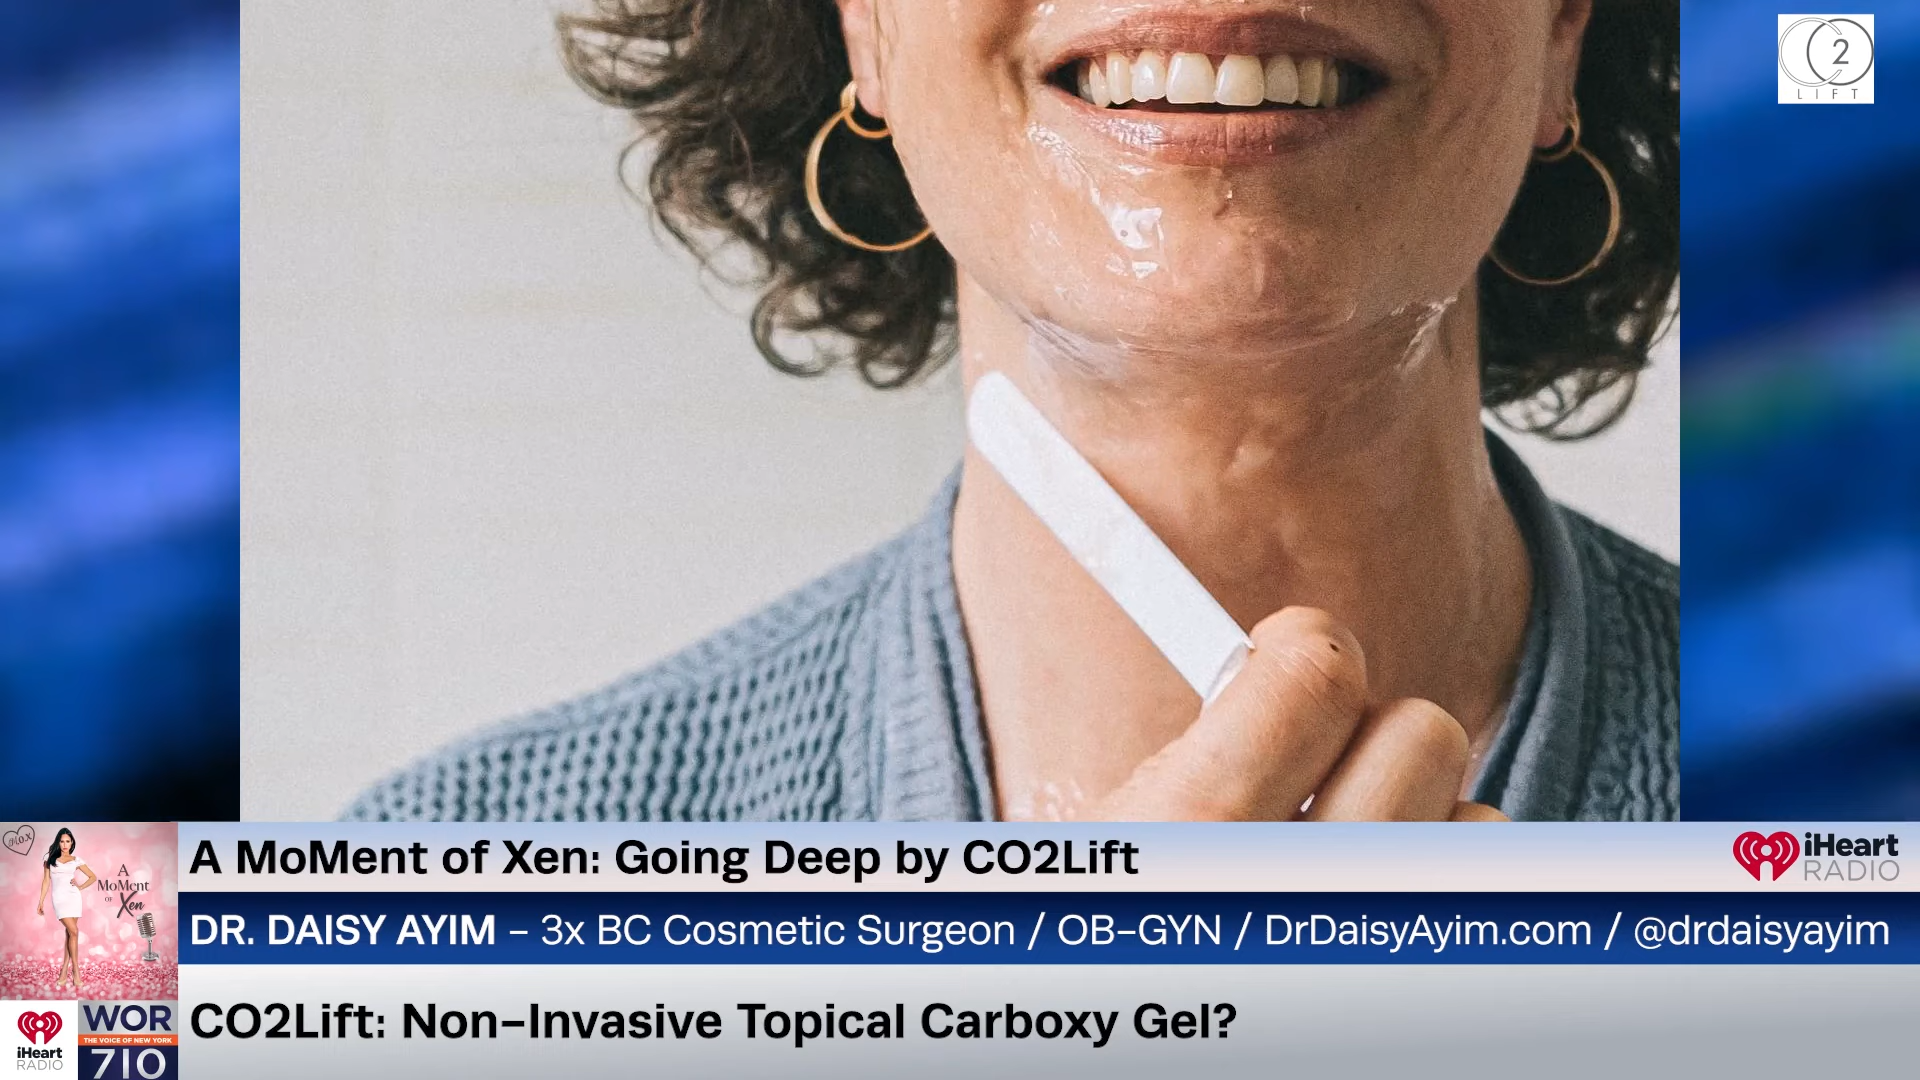 2
LIFT
A MoMent of Xen: Going Deep by CO2Lift
iHeart
RADIO
DR. DAISY AYIM – 3x BC Cosmetic Surgeon / OB-GYN / DrDaisyAyim.com / @drdaisyayim
CO2Lift: Non-Invasive Topical Carboxy Gel?
A
MoMent
OF Xen
iHeart
RADIO
WOR
THE VOICE OF NEW YORK
710